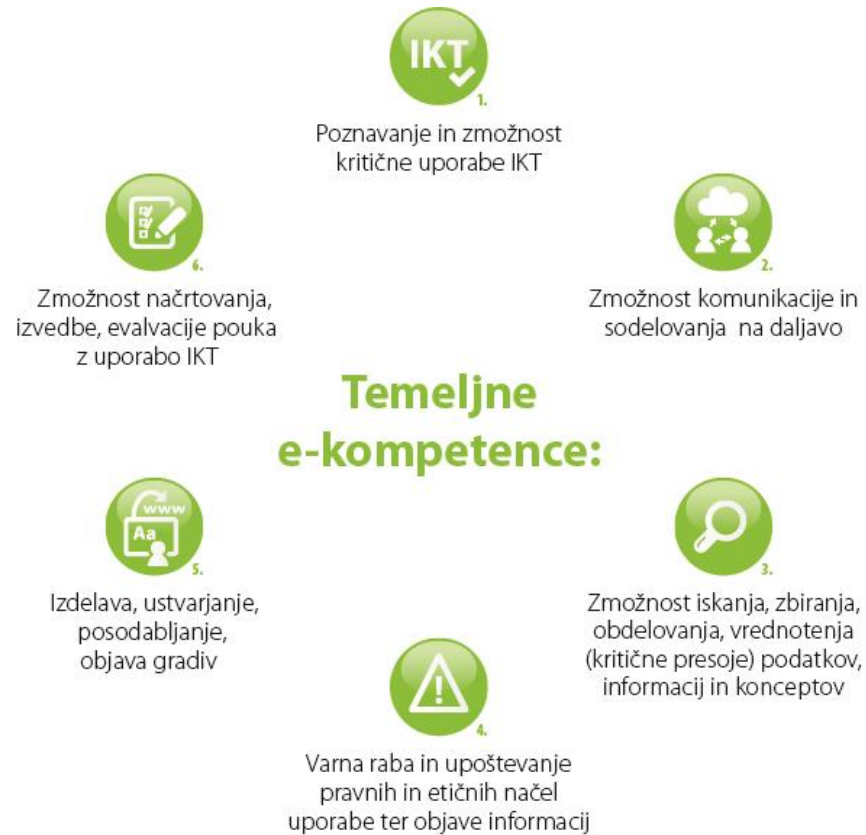 Temeljne
e-kompetence:
IKT
1.
Poznavanje in zmožnost
kritične uporabe IKT
2.
Zmožnost komunikacije in
sodelovanja na daljavo
3.
Zmožnost iskanja, zbiranja,
obdelovanja, vrednotenja
(kritične presoje) podatkov,
informacij in konceptov
4.
Varna raba in upoštevanje
pravnih in etičnih načel
uporabe ter objave informacij
www
Aa
5.
Izdelava, ustvarjanje,
posodabljanje,
objava gradiv
6.
Zmožnost načrtovanja,
izvedbe, evalvacije pouka
z uporabo IKT